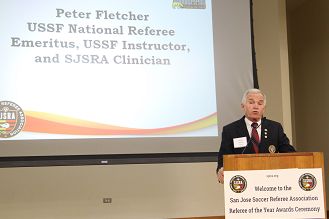 Peter Fletcher
USSF National Referee
Emeritus, USSF Instructor,
and SJSRA Clinician
SJSRA
Welcome to the
San Jose Soccer Referee Association
Referee of the Year Awards Ceremony